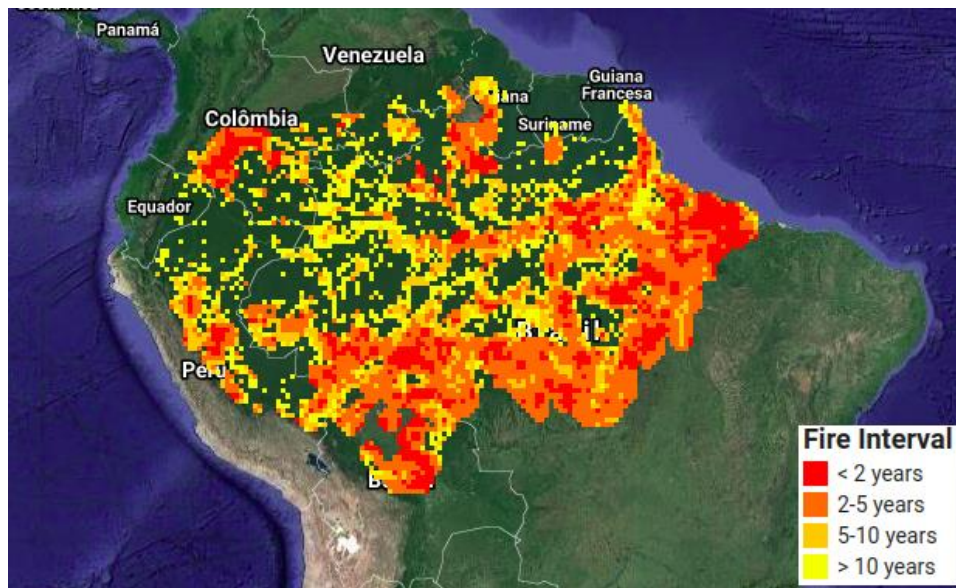 Panamá
Venezuela
Guiana
Francesa
Suriname
Colômbia
Equador
Peru
Fire Interval
< 2 years
2-5 years
5-10 years
> 10 years